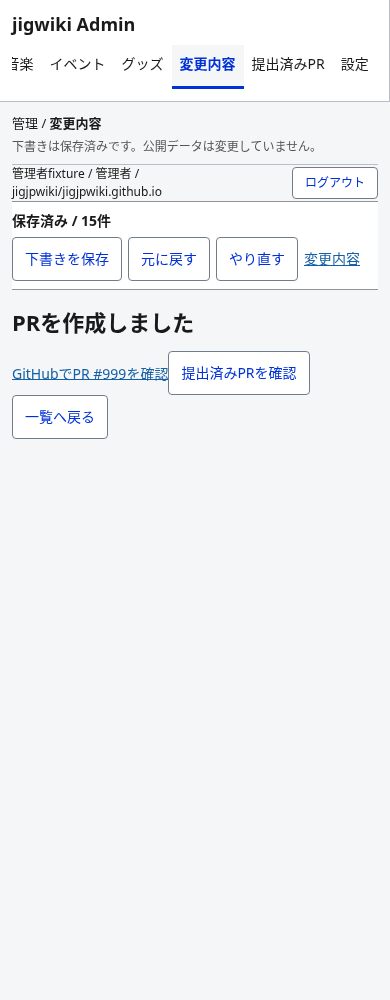 jigwiki Admin
音楽 イベント グッズ 変更内容 提出済みPR 設定
管理 / 変更内容
下書きは保存済みです。公開データは変更していません。
管理者fixture / 管理者 /
jigjpwiki/jigjpwiki.github.io
ログアウト
保存済み / 15件
下書きを保存 元に戻す やり直す 変更内容
PRを作成しました
GitHubでPR #999を確認 提出済みPRを確認
一覧へ戻る